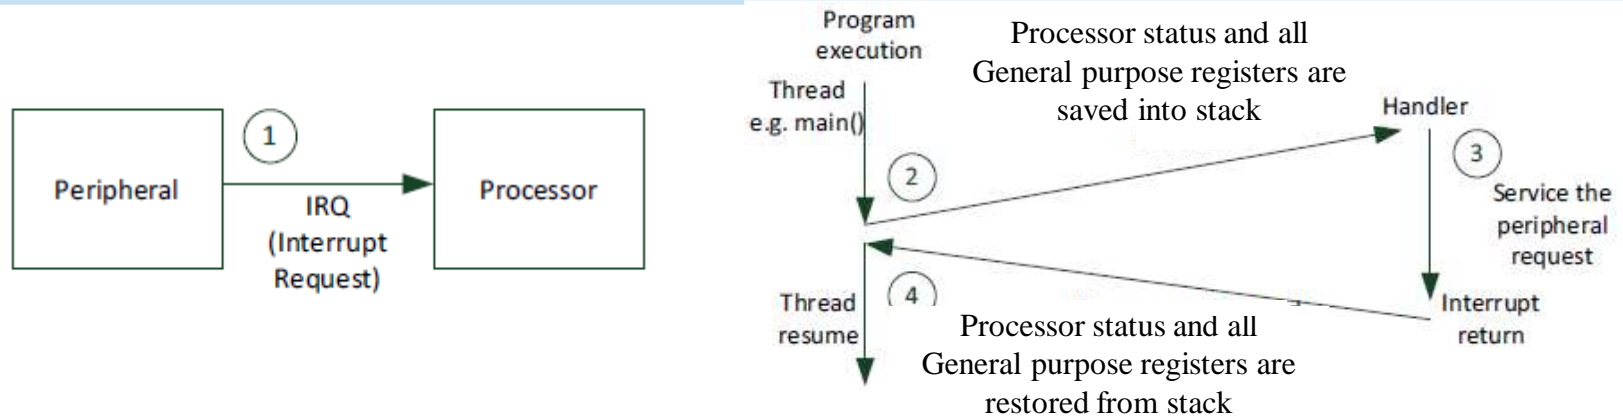 Peripheral
1
IRQ
(Interrupt
Request)
Processor
Program
execution
Thread
e.g. main()
Processor status and all
General purpose registers are
saved into stack
2
Handler
3
Service the
peripheral
request
4
Thread
resume
Processor status and all
General purpose registers are
restored from stack
Interrupt
return